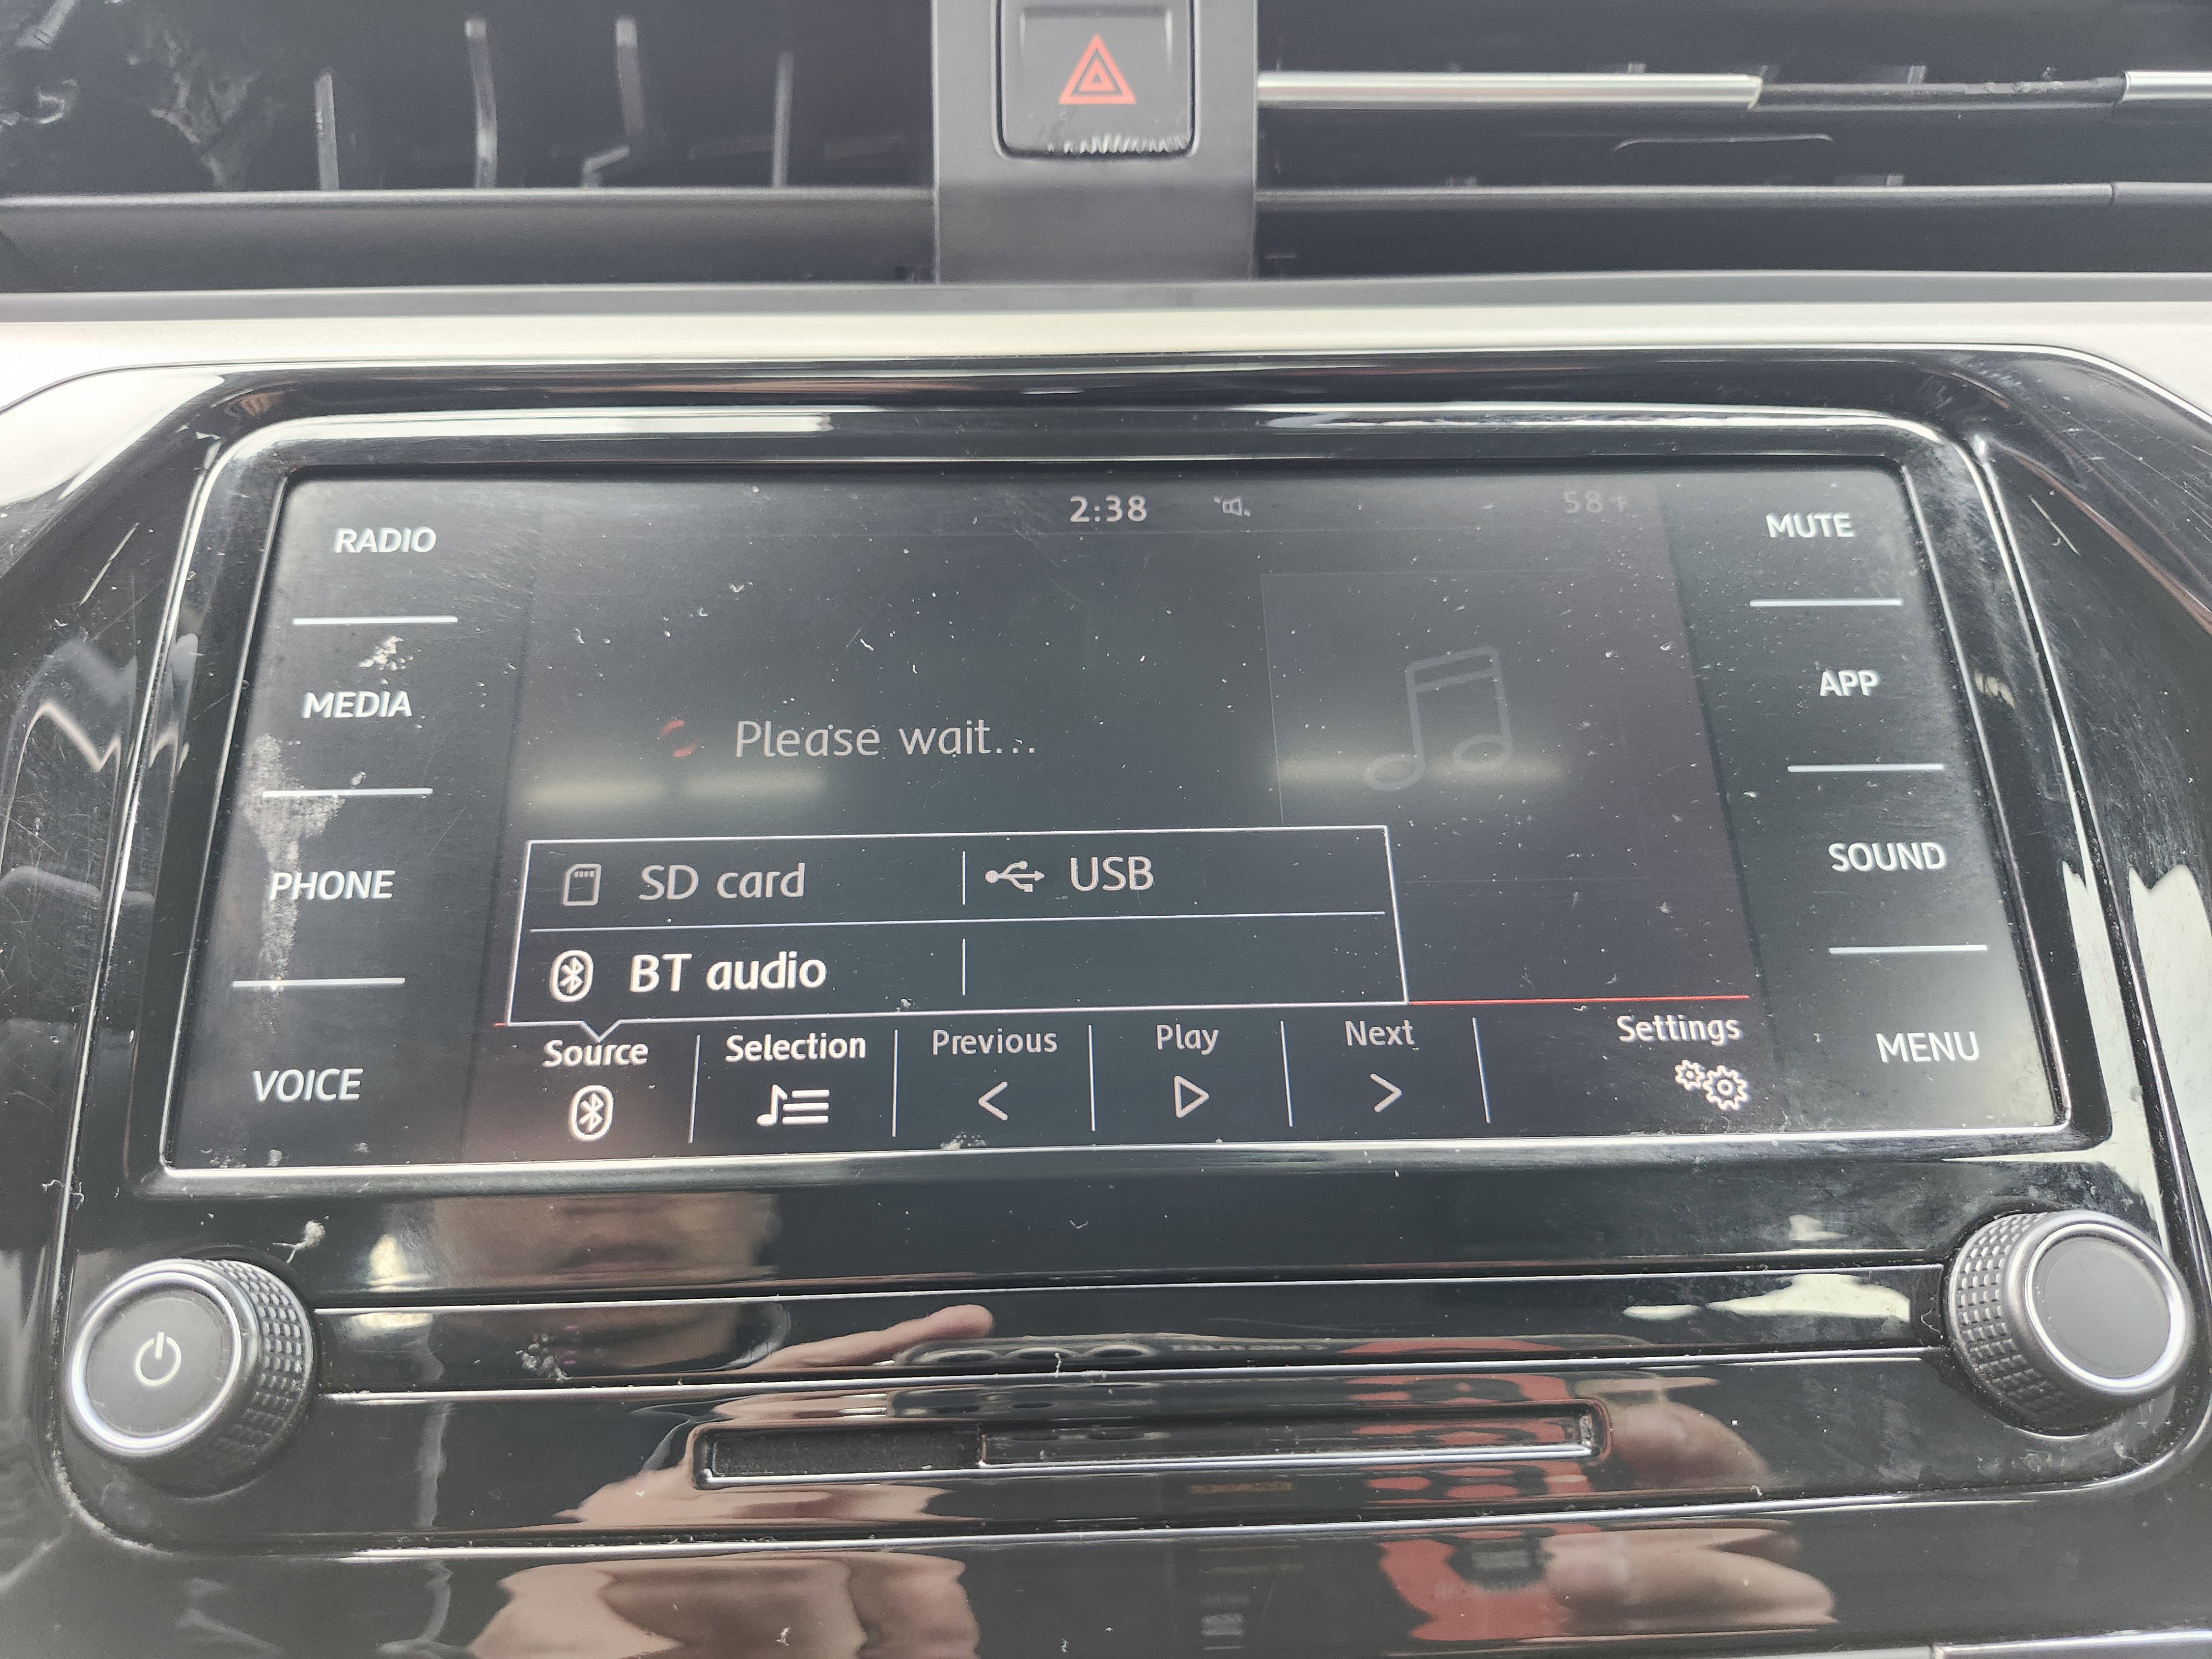 2:38
58°F
RADIO
MEDIA
PHONE
VOICE
Please wait...
SD card
USB
BT audio
Source
Selection
Previous
Play
Next
Settings
MUTE
APP
SOUND
MENU